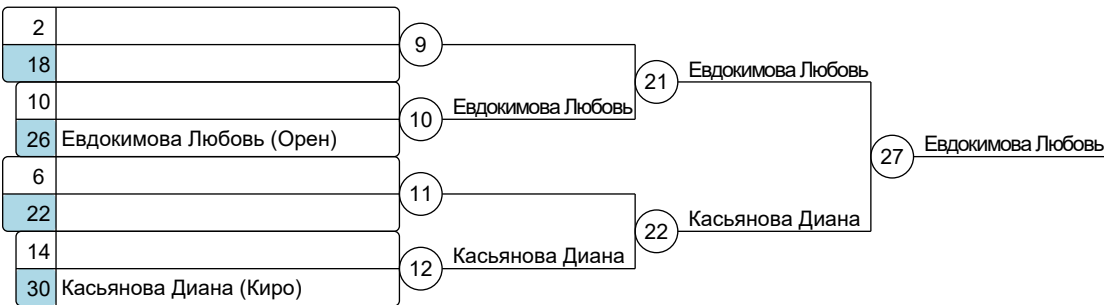 2
9
18
21 Евдокимова Любовь
10
10 Евдокимова Любовь
26 Евдокимова Любовь (Орен)
27 Евдокимова Любовь
6
11
22
22 Касьянова Диана
14
12 Касьянова Диана
30 Касьянова Диана (Киро)